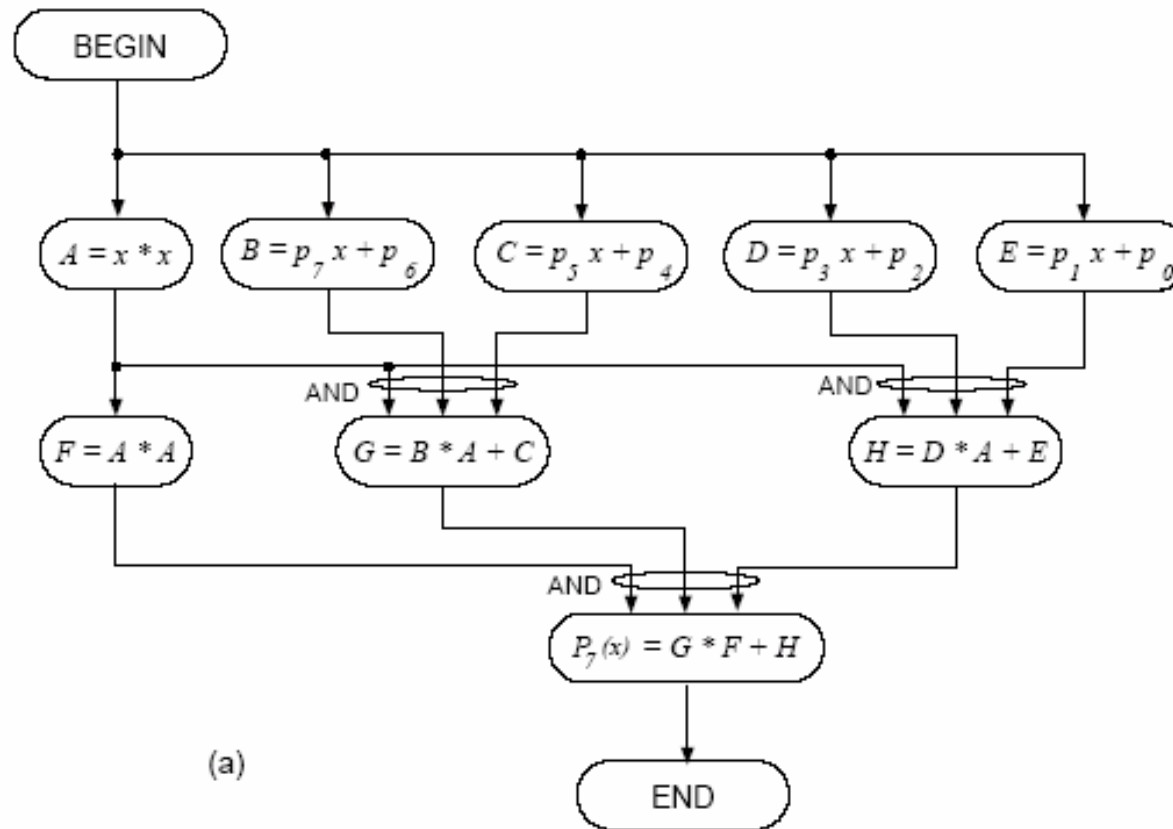 BEGIN
A = x * x
B = p₇ x + p₆
C = p₅ x + p₄
D = p₃ x + p₂
E = p₁ x + p₀
AND
AND
F = A * A
G = B * A + C
H = D * A + E
AND
P₇(x) = G * F + H
(a)
END